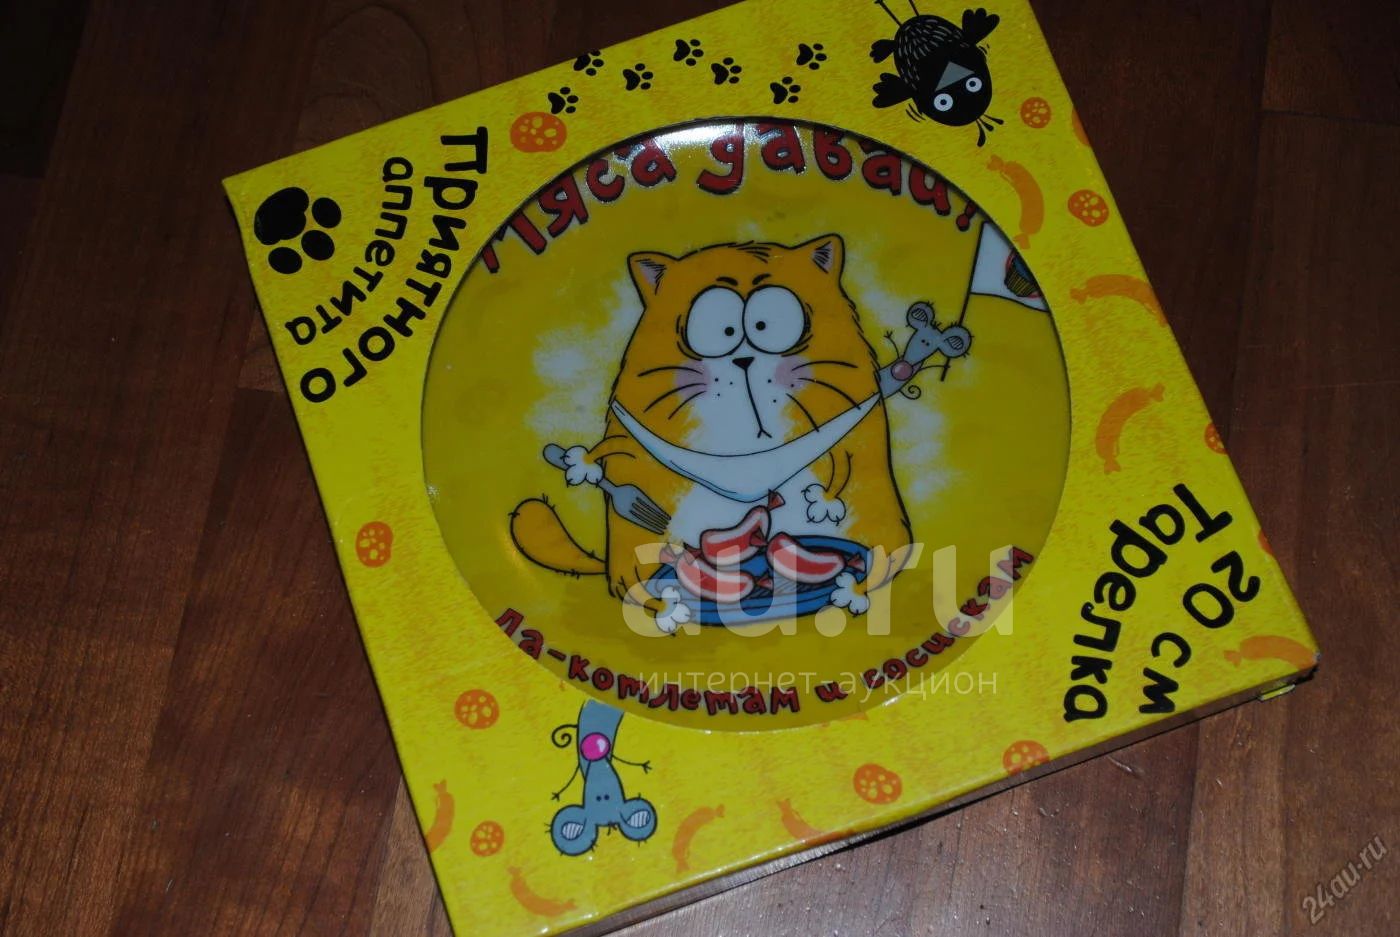 Приятного
аппетита
Мяса давай!
Да-котлетам и сосискам
Тарелка
20 см
au.ru
интернет-аукцион
24au.ru